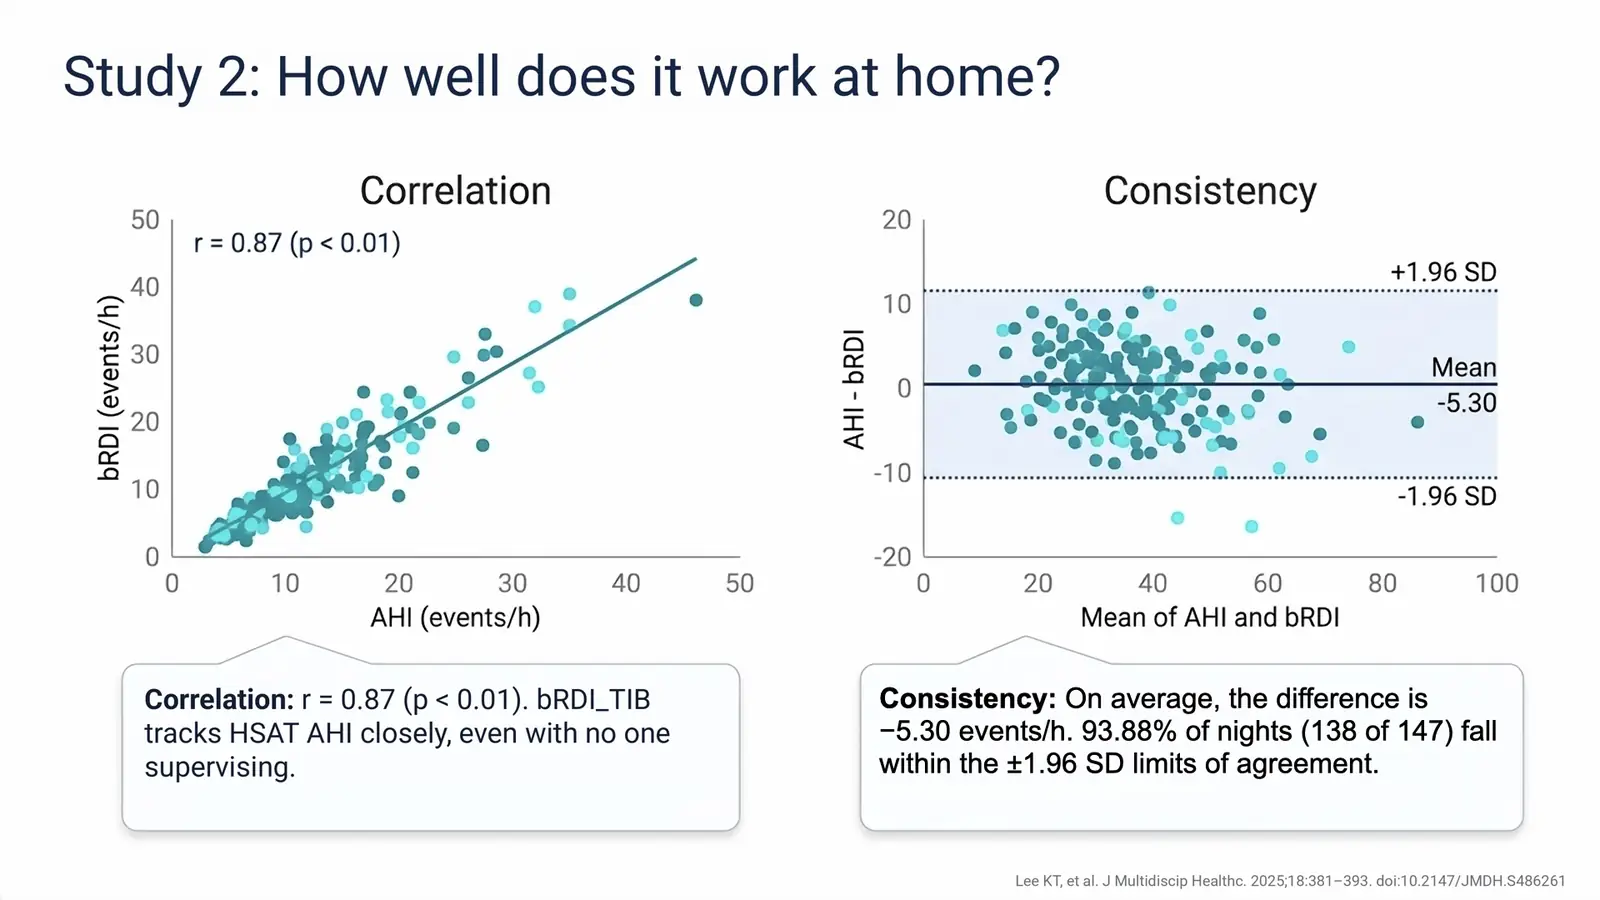 Study 2: How well does it work at home?
Correlation
r = 0.87 (p < 0.01)
bRDI (events/h)
50
40
30
20
10
0
0 10 20 30 40 50
AHI (events/h)
Correlation: r = 0.87 (p < 0.01). bRDI_TIB
tracks HSAT AHI closely, even with no one
supervising.
Consistency
AHI - bRDI
20
10
0
-10
-20
+1.96 SD
Mean
-5.30
-1.96 SD
0 20 40 60 80 100
Mean of AHI and bRDI
Consistency: On average, the difference is
−5.30 events/h. 93.88% of nights (138 of 147) fall
within the ±1.96 SD limits of agreement.
Lee KT, et al. J Multidiscip Healthc. 2025;18:381–393. doi:10.2147/JMDH.S486261